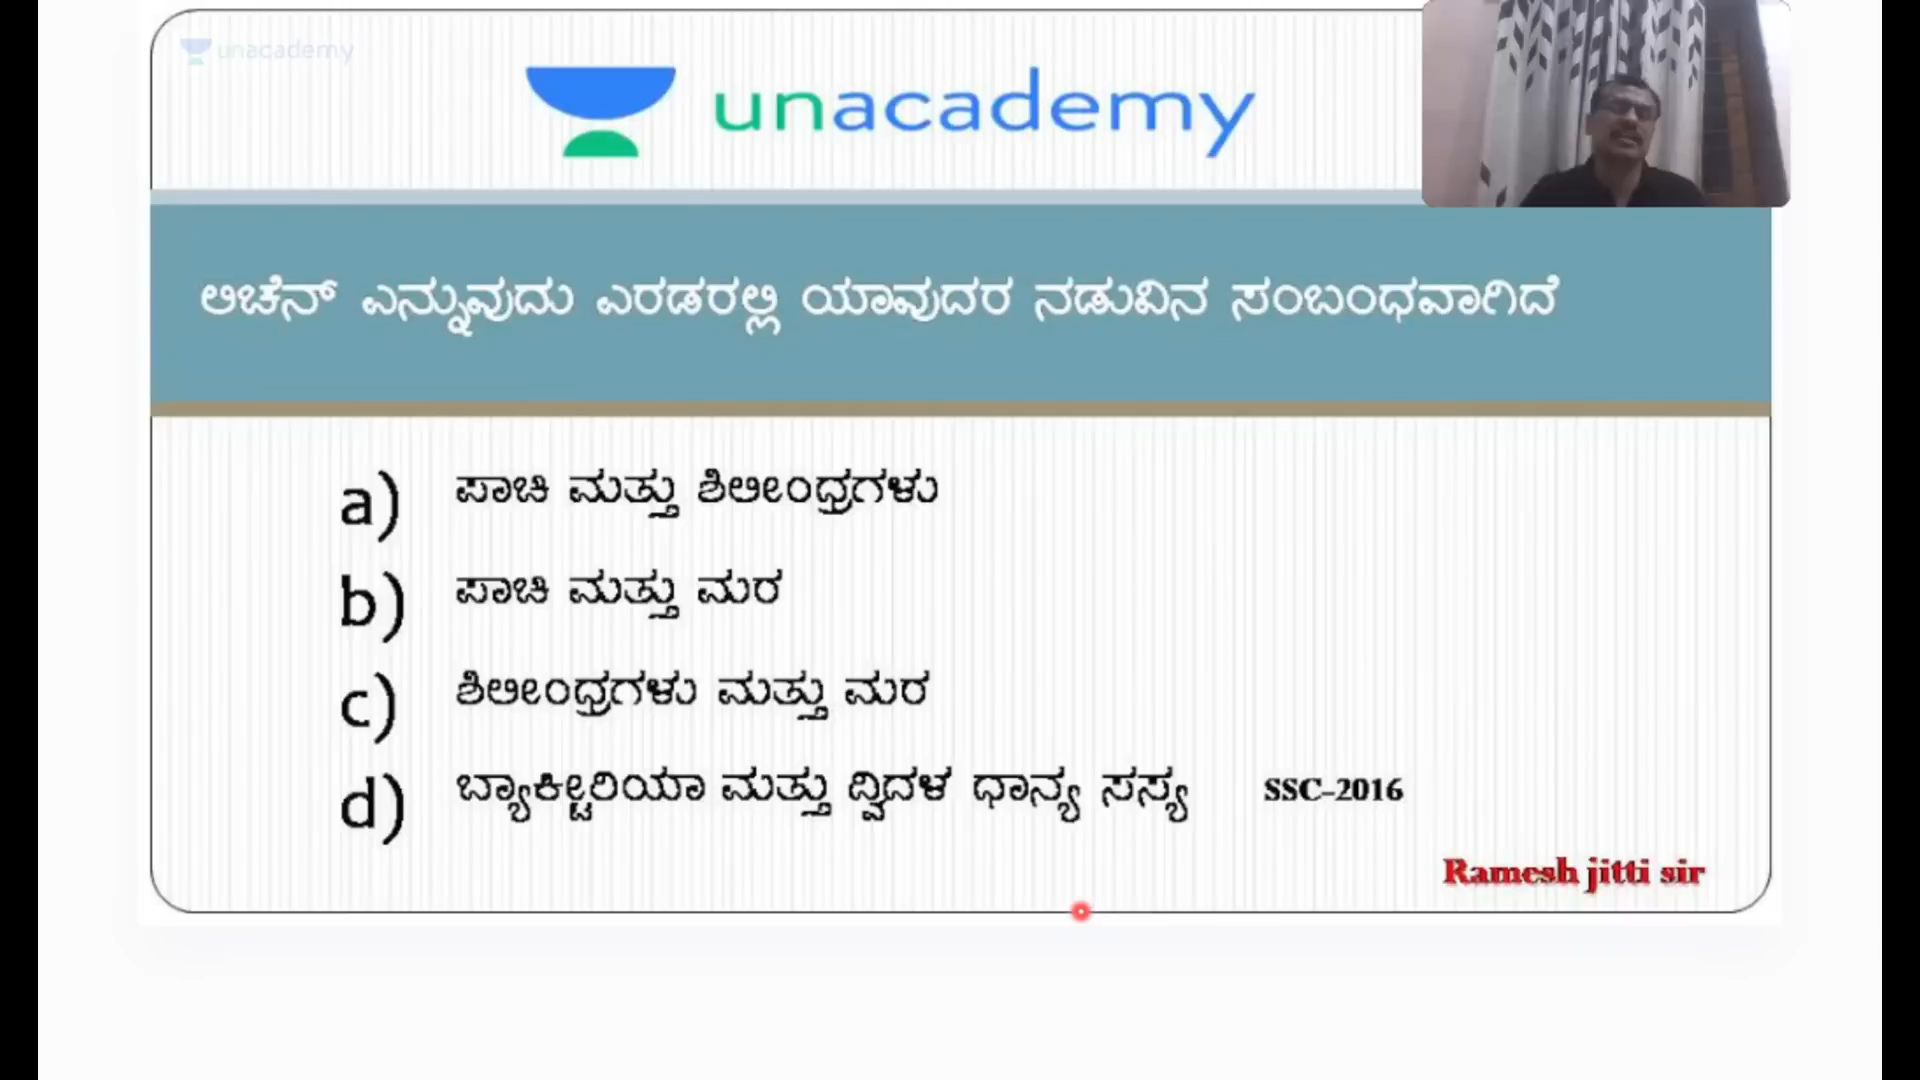 unacademy
unacademy
ಲಿಚೆನ್ ಎನ್ನುವುದು ಎರಡರಲ್ಲಿ ಯಾವುದರ ನಡುವಿನ ಸಂಬಂಧವಾಗಿದೆ
a) ಪಾಚಿ ಮತ್ತು ಶಿಲೀಂಧ್ರಗಳು
b) ಪಾಚಿ ಮತ್ತು ಮರ
c) ಶಿಲೀಂಧ್ರಗಳು ಮತ್ತು ಮರ
d) ಬ್ಯಾಕ್ಟೀರಿಯಾ ಮತ್ತು ದ್ವಿದಳ ಧಾನ್ಯ ಸಸ್ಯ SSC-2016
Ramesh jitti sir